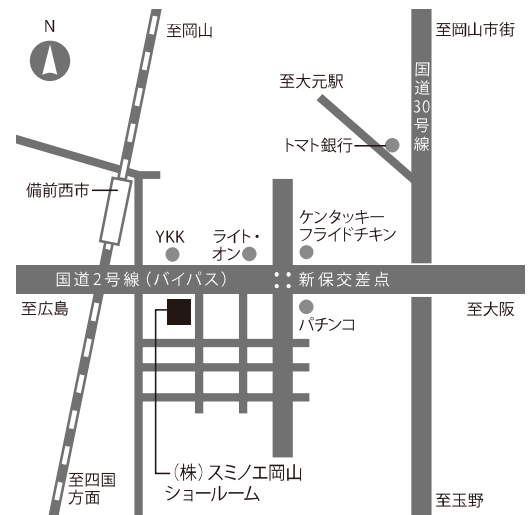 N
至岡山
至岡山市街
国道30号線
至大元駅
トマト銀行
備前西市
YKK
ライト・
オン
ケンタッキー
フライドチキン
国道2号線(バイパス)
新保交差点
至広島
至大阪
パチンコ
(株)スミノエ岡山
ショールーム
至四国
方面
至玉野